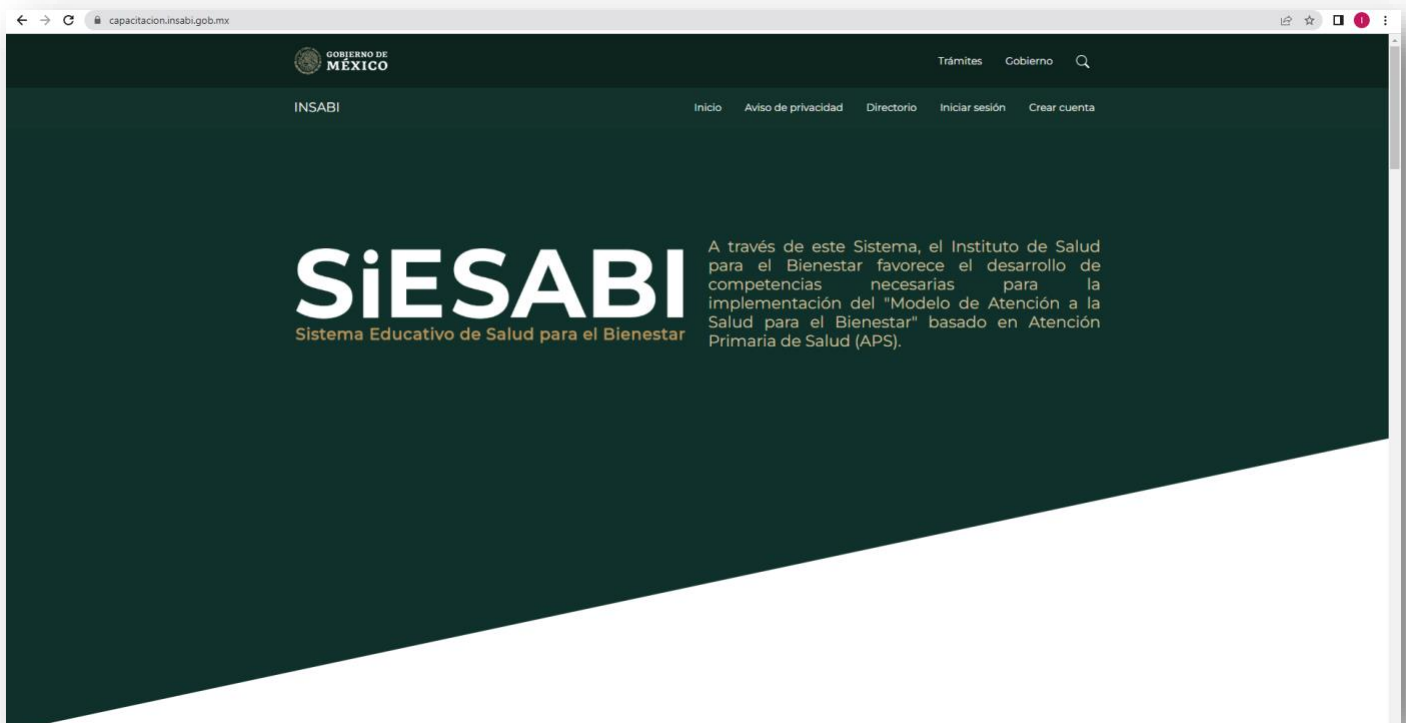 capacitacion.insabi.gob.mx
I
GOBIERNO DE
MÉXICO
Trámites Gobierno
INSABI
Inicio Aviso de privacidad Directorio Iniciar sesión Crear cuenta
SiESABI
Sistema Educativo de Salud para el Bienestar
A través de este Sistema, el Instituto de Salud
para el Bienestar favorece el desarrollo de
competencias necesarias para la
implementación del "Modelo de Atención a la
Salud para el Bienestar" basado en Atención
Primaria de Salud (APS).